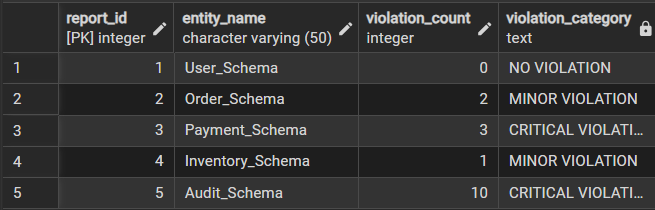 report_id entity_name violation_count violation_category
[PK] integer character varying (50) integer text
1 1 User_Schema 0 NO VIOLATION
2 2 Order_Schema 2 MINOR VIOLATION
3 3 Payment_Schema 3 CRITICAL VIOLATI...
4 4 Inventory_Schema 1 MINOR VIOLATION
5 5 Audit_Schema 10 CRITICAL VIOLATI...